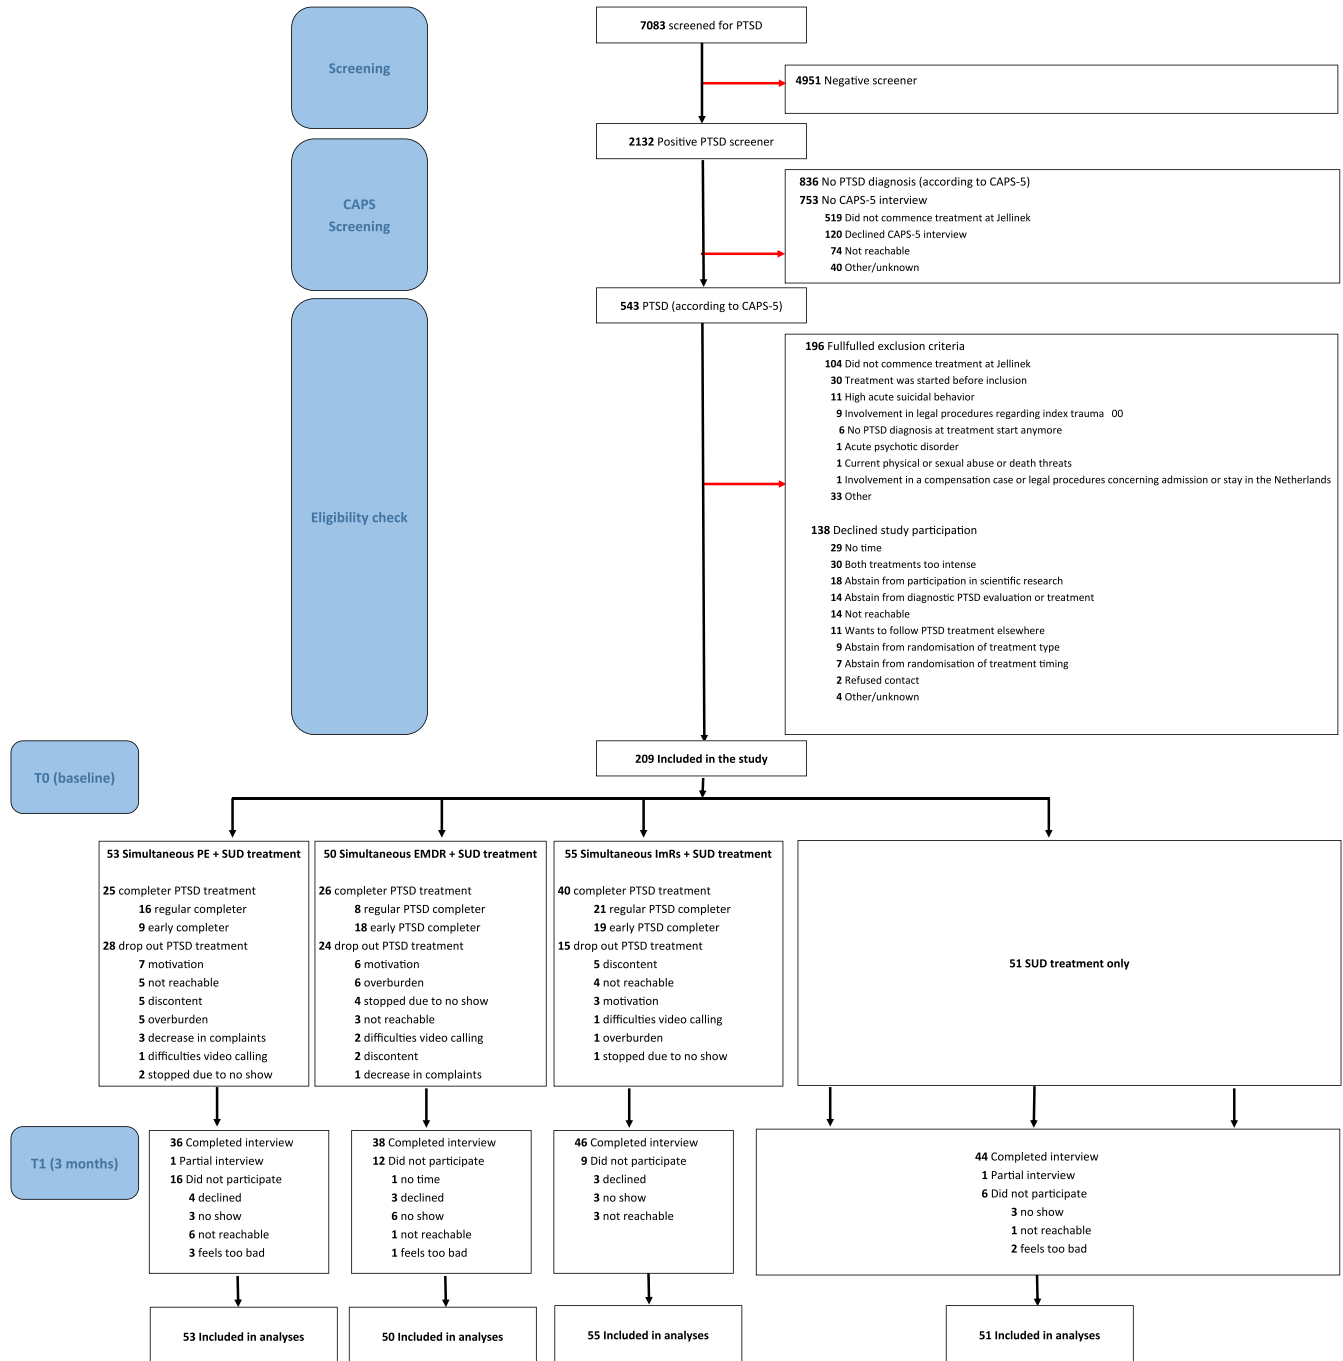 7083 screened for PTSD
Screening
4951 Negative screener
2132 Positive PTSD screener
CAPS
Screening
836 No PTSD diagnosis (according to CAPS-5)
753 No CAPS-5 interview
519 Did not commence treatment at Jellinek
120 Declined CAPS-5 interview
74 Not reachable
40 Other/unknown
543 PTSD (according to CAPS-5)
Eligibility check
196 Fullfulled exclusion criteria
104 Did not commence treatment at Jellinek
30 Treatment was started before inclusion
11 High acute suicidal behavior
9 Involvement in legal procedures regarding index trauma 00
6 No PTSD diagnosis at treatment start anymore
1 Acute psychotic disorder
1 Current physical or sexual abuse or death threats
1 Involvement in a compensation case or legal procedures concerning admission or stay in the Netherlands
33 Other
138 Declined study participation
29 No time
30 Both treatments too intense
18 Abstain from participation in scientific research
14 Abstain from diagnostic PTSD evaluation or treatment
14 Not reachable
11 Wants to follow PTSD treatment elsewhere
9 Abstain from randomisation of treatment type
7 Abstain from randomisation of treatment timing
2 Refused contact
4 Other/unknown
209 Included in the study
T0 (baseline)
53 Simultaneous PE + SUD treatment
25 completer PTSD treatment
16 regular completer
9 early completer
28 drop out PTSD treatment
7 motivation
5 not reachable
5 discontent
5 overburden
3 decrease in complaints
1 difficulties video calling
2 stopped due to no show
50 Simultaneous EMDR + SUD treatment
26 completer PTSD treatment
8 regular PTSD completer
18 early PTSD completer
24 drop out PTSD treatment
6 motivation
6 overburden
4 stopped due to no show
3 not reachable
2 difficulties video calling
2 discontent
1 decrease in complaints
55 Simultaneous ImRs + SUD treatment
40 completer PTSD treatment
21 regular PTSD completer
19 early PTSD completer
15 drop out PTSD treatment
5 discontent
4 not reachable
3 motivation
1 difficulties video calling
1 overburden
1 stopped due to no show
51 SUD treatment only
T1 (3 months)
36 Completed interview
1 Partial interview
16 Did not participate
4 declined
3 no show
6 not reachable
3 feels too bad
38 Completed interview
12 Did not participate
1 no time
3 declined
6 no show
1 not reachable
1 feels too bad
46 Completed interview
9 Did not participate
3 declined
3 no show
3 not reachable
44 Completed interview
1 Partial interview
6 Did not participate
3 no show
1 not reachable
2 feels too bad
53 Included in analyses
50 Included in analyses
55 Included in analyses
51 Included in analyses